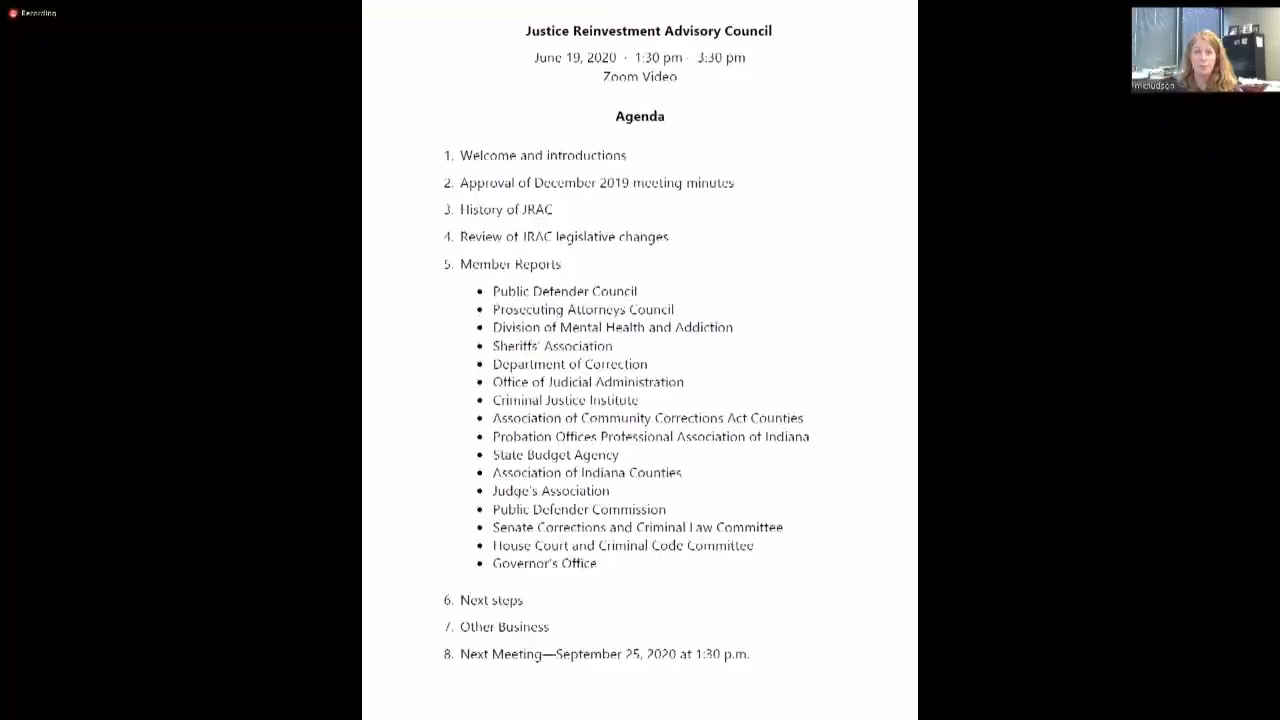 Recording
Justice Reinvestment Advisory Council
June 19, 2020 · 1:30 pm - 3:30 pm
Zoom Video
Agenda
1. Welcome and introductions
2. Approval of December 2019 meeting minutes
3. History of JRAC
4. Review of JRAC legislative changes
5. Member Reports
• Public Defender Council
• Prosecuting Attorneys Council
• Division of Mental Health and Addiction
• Sheriffs' Association
• Department of Correction
• Office of Judicial Administration
• Criminal Justice Institute
• Association of Community Corrections Act Counties
• Probation Offices Professional Association of Indiana
• State Budget Agency
• Association of Indiana Counties
• Judge's Association
• Public Defender Commission
• Senate Corrections and Criminal Law Committee
• House Court and Criminal Code Committee
• Governor's Office
6. Next steps
7. Other Business
8. Next Meeting—September 25, 2020 at 1:30 p.m.